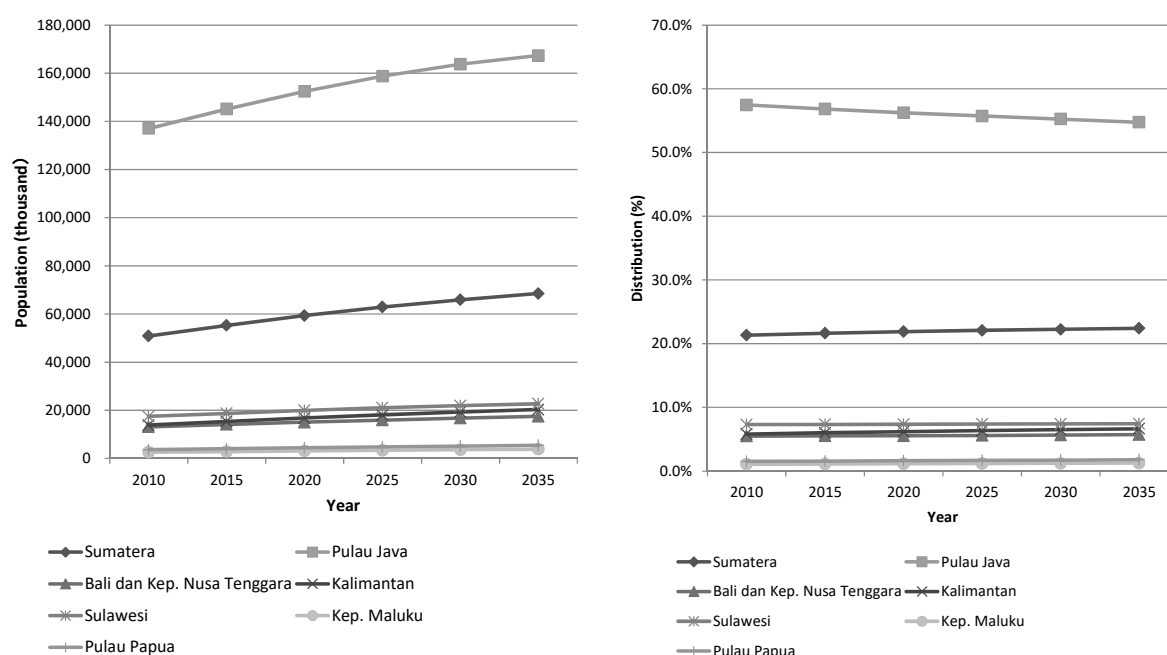 180,000
160,000
140,000
120,000
100,000
80,000
60,000
40,000
20,000
0
Population (thousand)
2010 2015 2020 2025 2030 2035
Year
Sumatera Pulau Java
Bali dan Kep. Nusa Tenggara Kalimantan
Sulawesi Kep. Maluku
Pulau Papua
70.0%
60.0%
50.0%
40.0%
30.0%
20.0%
10.0%
0.0%
Distribution (%)
2010 2015 2020 2025 2030 2035
Year
Sumatera Pulau Java
Bali dan Kep. Nusa Tenggara Kalimantan
Sulawesi Kep. Maluku
Pulau Papua